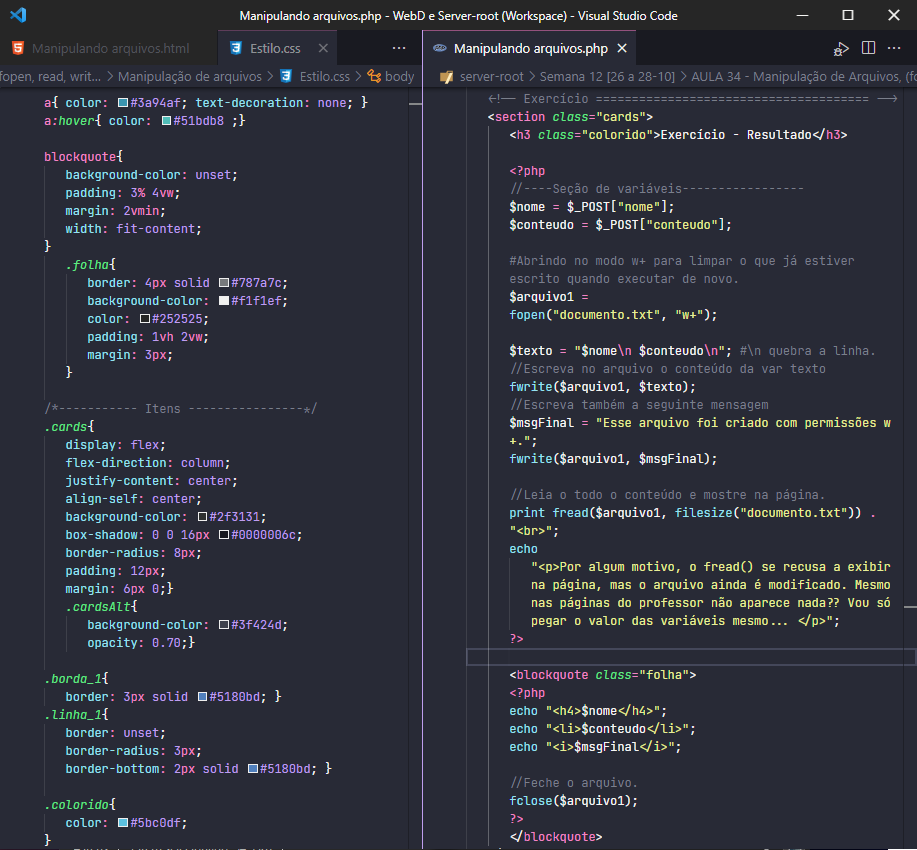 Manipulando arquivos.php - WebD e Server-root (Workspace) - Visual Studio Code
Manipulando arquivos.html
Estilo.css
fopen, read, writ... > Manipulação de arquivos > Estilo.css > body
a{ color: #3a94af; text-decoration: none; }
a:hover{ color: #51bdb8 ;}
blockquote{
background-color: unset;
padding: 3% 4vw;
margin: 2vmin;
width: fit-content;
}
.folha{
border: 4px solid #787a7c;
background-color: #f1f1ef;
color: #252525;
padding: 1vh 2vw;
margin: 3px;
}
/*----------- Itens ----------------*/
.cards{
display: flex;
flex-direction: column;
justify-content: center;
align-self: center;
background-color: #2f3131;
box-shadow: 0 0 16px #0000006c;
border-radius: 8px;
padding: 12px;
margin: 6px 0;}
.cardsAlt{
background-color: #3f424d;
opacity: 0.70;}
.borda_1{
border: 3px solid #5180bd; }
.linha_1{
border: unset;
border-radius: 3px;
border-bottom: 2px solid #5180bd; }
.colorido{
color: #5bc0df;
}
Manipulando arquivos.php
server-root > Semana 12 [26 a 28-10] > AULA 34 - Manipulação de Arquivos, (fo
<!-- Exercício ====================================== -->
<section class="cards">
<h3 class="colorido">Exercício - Resultado</h3>
<?php
//----Seção de variáveis-----------------
$nome = $_POST["nome"];
$conteudo = $_POST["conteudo"];
#Abrindo no modo w+ para limpar o que já estiver
escrito quando executar de novo.
$arquivo1 =
fopen("documento.txt", "w+");
$texto = "$nome\n $conteudo\n"; #\n quebra a linha.
//Escreva no arquivo o conteúdo da var texto
fwrite($arquivo1, $texto);
//Escreva também a seguinte mensagem
$msgFinal = "Esse arquivo foi criado com permissões w
+.";
fwrite($arquivo1, $msgFinal);
//Leia o todo o conteúdo e mostre na página.
print fread($arquivo1, filesize("documento.txt")) .
"<br>";
echo
"<p>Por algum motivo, o fread() se recusa a exibir
na página, mas o arquivo ainda é modificado. Mesmo
nas páginas do professor não aparece nada?? Vou só
pegar o valor das variáveis mesmo... </p>";
?>
<blockquote class="folha">
<?php
echo "<h4>$nome</h4>";
echo "<li>$conteudo</li>";
echo "<i>$msgFinal</i>";
//Feche o arquivo.
fclose($arquivo1);
?>
</blockquote>